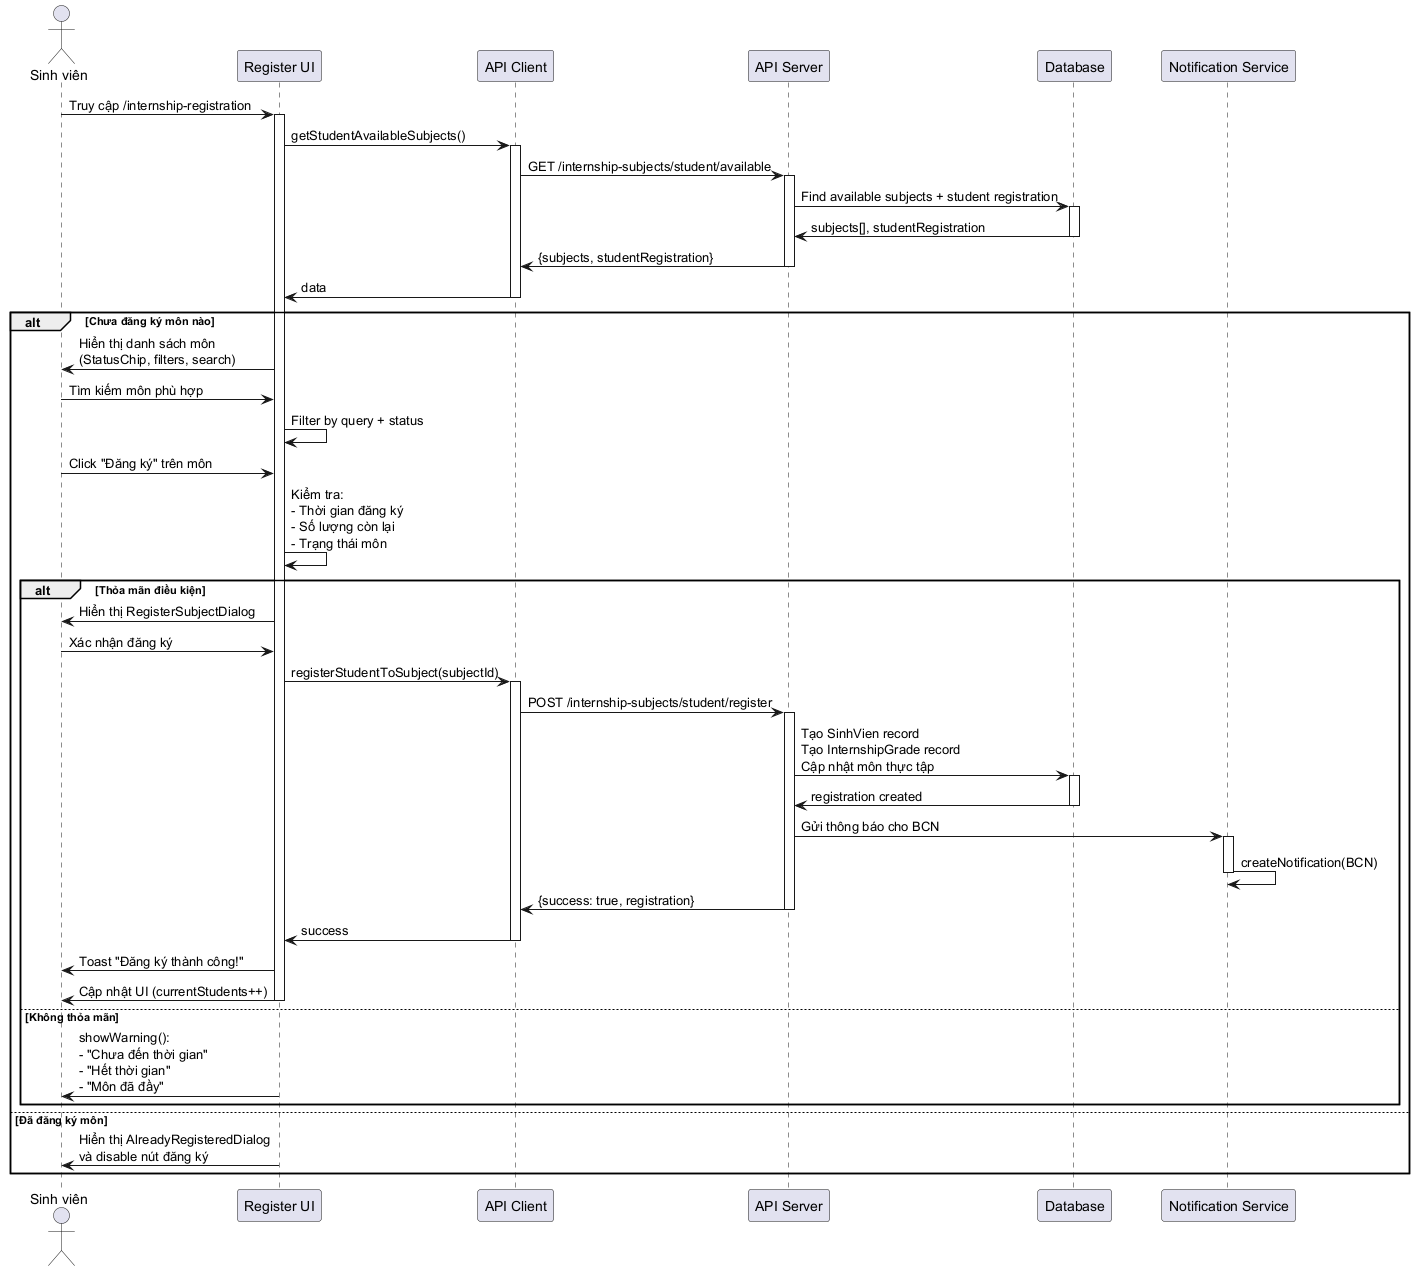 Sinh viên
Register UI
API Client
API Server
Database
Notification Service
Truy cập /internship-registration
getStudentAvailableSubjects()
GET /internship-subjects/student/available
Find available subjects + student registration
subjects[], studentRegistration
{subjects, studentRegistration}
data
alt
[Chưa đăng ký môn nào]
Hiển thị danh sách môn
(StatusChip, filters, search)
Tìm kiếm môn phù hợp
Filter by query + status
Click "Đăng ký" trên môn
Kiểm tra:
- Thời gian đăng ký
- Số lượng còn lại
- Trạng thái môn
alt
[Thỏa mãn điều kiện]
Hiển thị RegisterSubjectDialog
Xác nhận đăng ký
registerStudentToSubject(subjectId)
POST /internship-subjects/student/register
Tạo SinhVien record
Tạo InternshipGrade record
Cập nhật môn thực tập
registration created
Gửi thông báo cho BCN
createNotification(BCN)
{success: true, registration}
success
Toast "Đăng ký thành công!"
Cập nhật UI (currentStudents++)
[Không thỏa mãn]
showWarning():
- "Chưa đến thời gian"
- "Hết thời gian"
- "Môn đã đầy"
[Đã đăng ký môn]
Hiển thị AlreadyRegisteredDialog
và disable nút đăng ký
Sinh viên
Register UI
API Client
API Server
Database
Notification Service